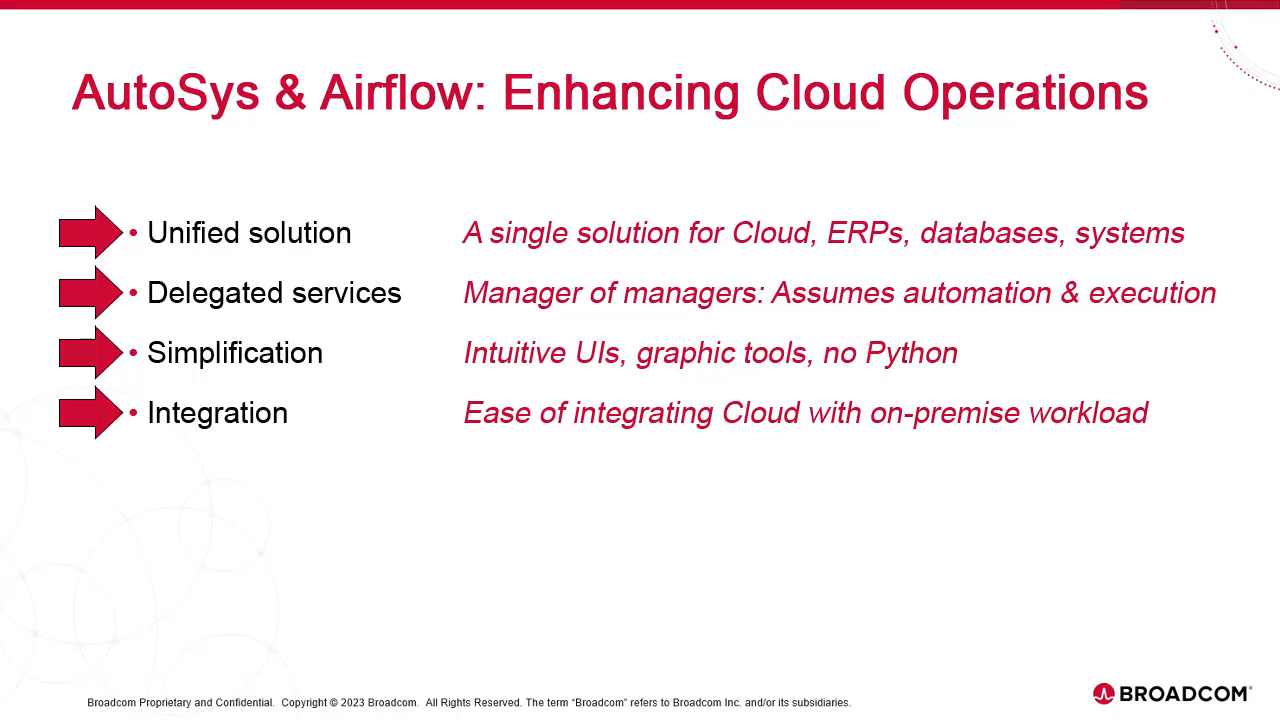 AutoSys & Airflow: Enhancing Cloud Operations
• Unified solution A single solution for Cloud, ERPs, databases, systems
• Delegated services Manager of managers: Assumes automation & execution
• Simplification Intuitive UIs, graphic tools, no Python
• Integration Ease of integrating Cloud with on-premise workload
Broadcom Proprietary and Confidential. Copyright © 2023 Broadcom. All Rights Reserved. The term “Broadcom” refers to Broadcom Inc. and/or its subsidiaries.
BROADCOM®